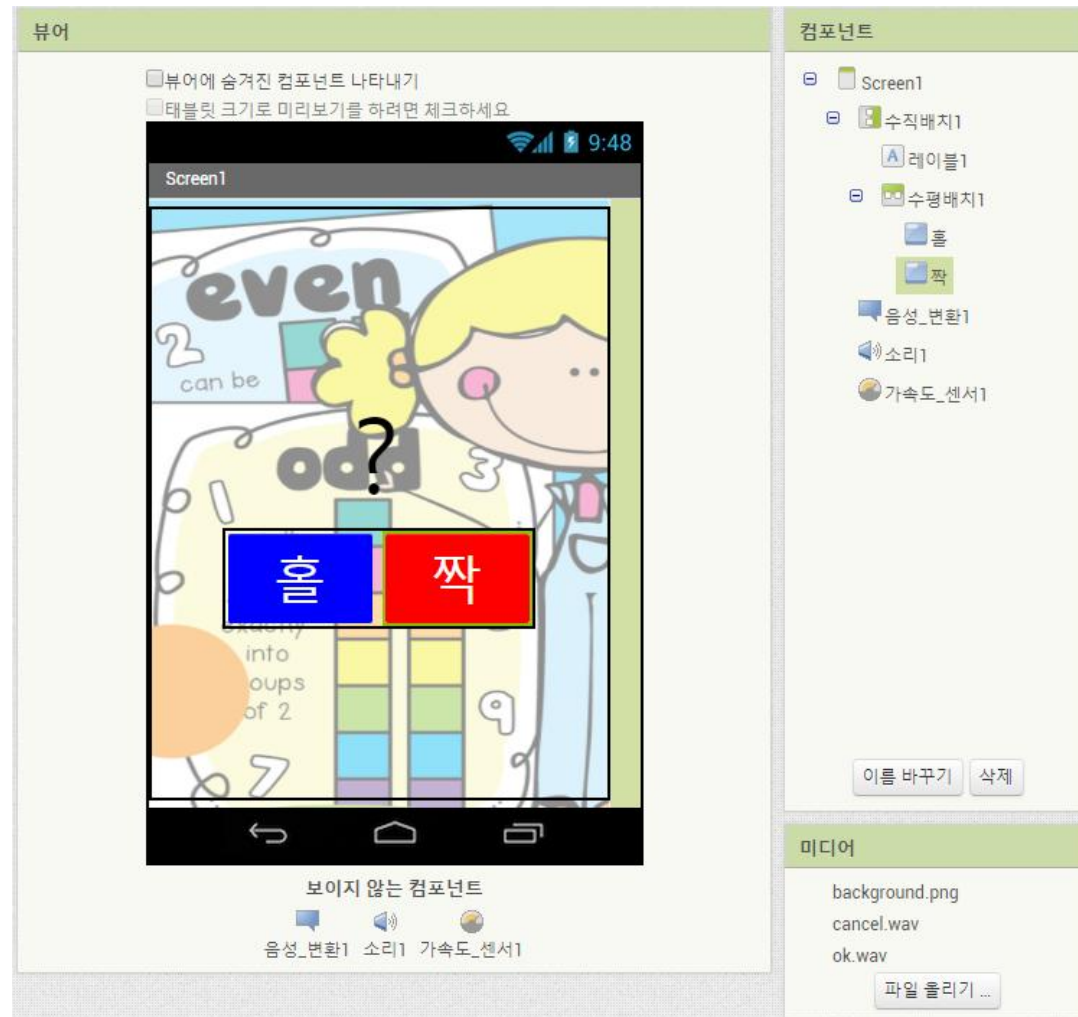 뷰어
뷰어에 숨겨진 컴포넌트 나타내기
태블릿 크기로 미리보기를 하려면 체크하세요
9:48
Screen1
even
2
can be
?
odd
3
1
홀 짝
exactly
into
oups
of 2
9
7
보이지 않는 컴포넌트
음성_변환1 소리1 가속도_센서1
컴포넌트
Screen1
수직배치1
A 레이블1
수평배치1
홀
짝
음성_변환1
소리1
가속도_센서1
이름 바꾸기 삭제
미디어
background.png
cancel.wav
ok.wav
파일 올리기 ...